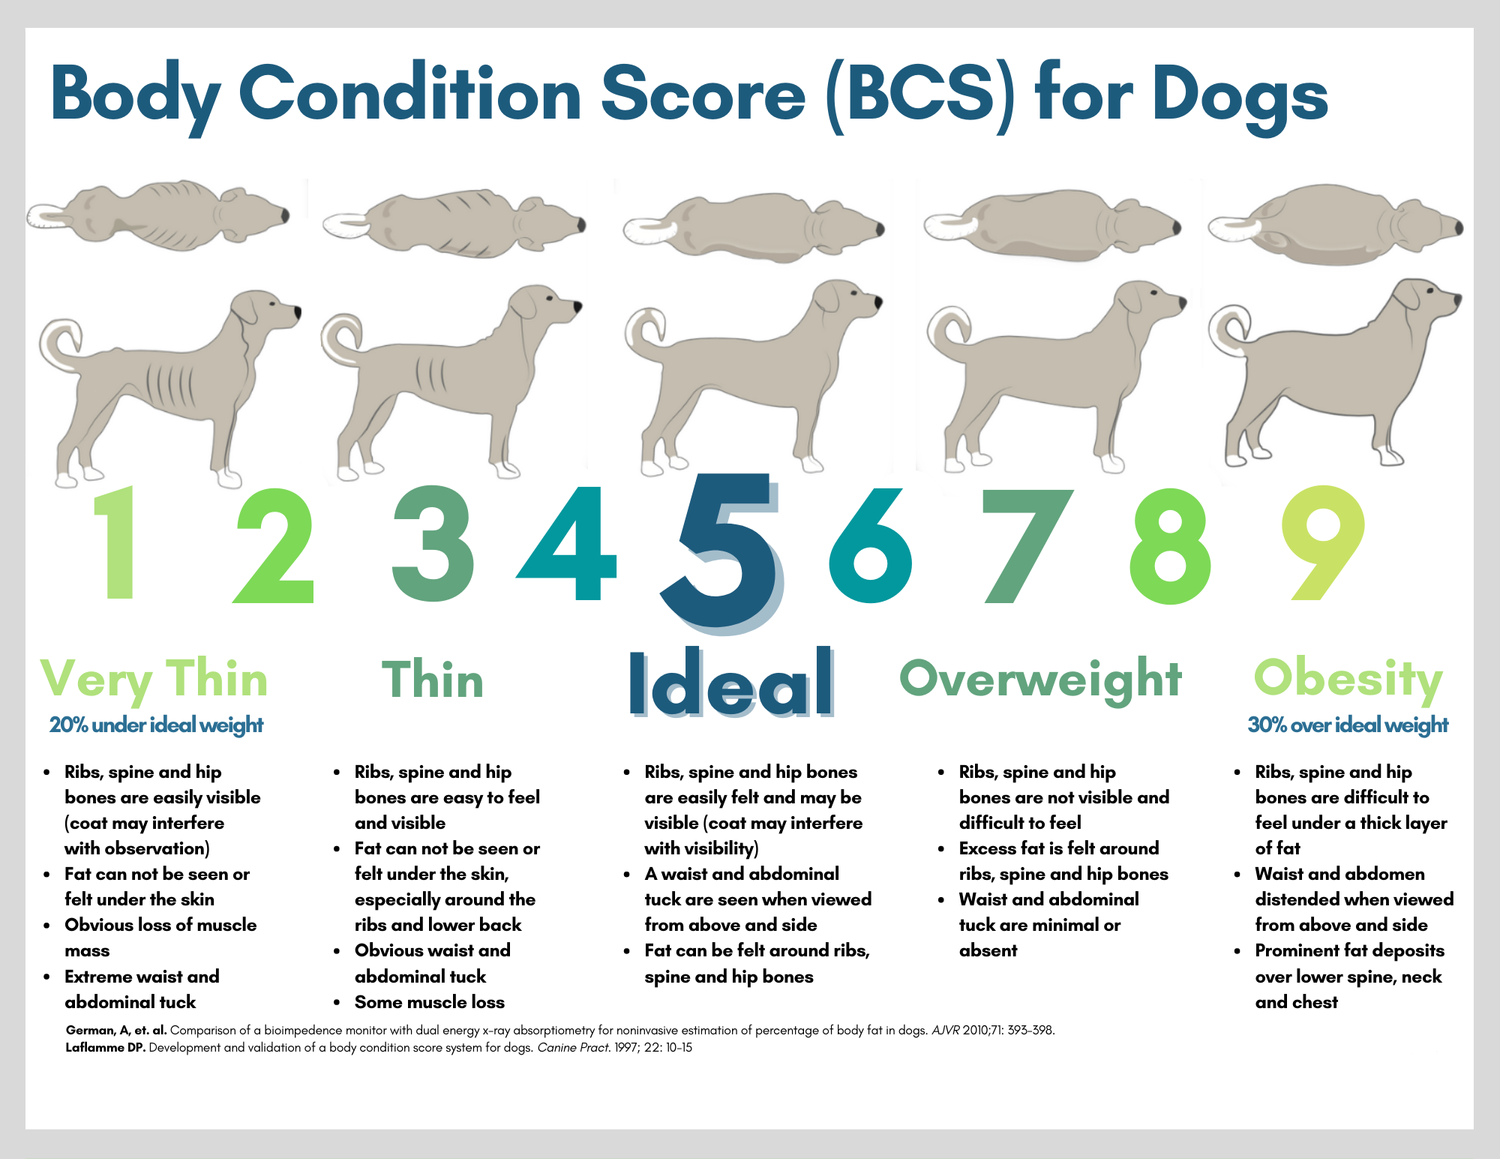 Body Condition Score (BCS) for Dogs
1 2 3 4 5 6 7 8 9
Very Thin
20% under ideal weight
• Ribs, spine and hip
bones are easily visible
(coat may interfere
with observation)
• Fat can not be seen or
felt under the skin
• Obvious loss of muscle
mass
• Extreme waist and
abdominal tuck
Thin
• Ribs, spine and hip
bones are easy to feel
and visible
• Fat can not be seen or
felt under the skin,
especially around the
ribs and lower back
• Obvious waist and
abdominal tuck
• Some muscle loss
Ideal
• Ribs, spine and hip bones
are easily felt and may be
visible (coat may interfere
with visibility)
• A waist and abdominal
tuck are seen when viewed
from above and side
• Fat can be felt around ribs,
spine and hip bones
Overweight
• Ribs, spine and hip
bones are not visible and
difficult to feel
• Excess fat is felt around
ribs, spine and hip bones
• Waist and abdominal
tuck are minimal or
absent
Obesity
30% over ideal weight
• Ribs, spine and hip
bones are difficult to
feel under a thick layer
of fat
• Waist and abdomen
distended when viewed
from above and side
• Prominent fat deposits
over lower spine, neck
and chest
German, A, et. al. Comparison of a bioimpedence monitor with dual energy x-ray absorptiometry for noninvasive estimation of percentage of body fat in dogs. AJVR 2010;71: 393-398.
Laflamme DP. Development and validation of a body condition score system for dogs. Canine Pract. 1997; 22: 10-15